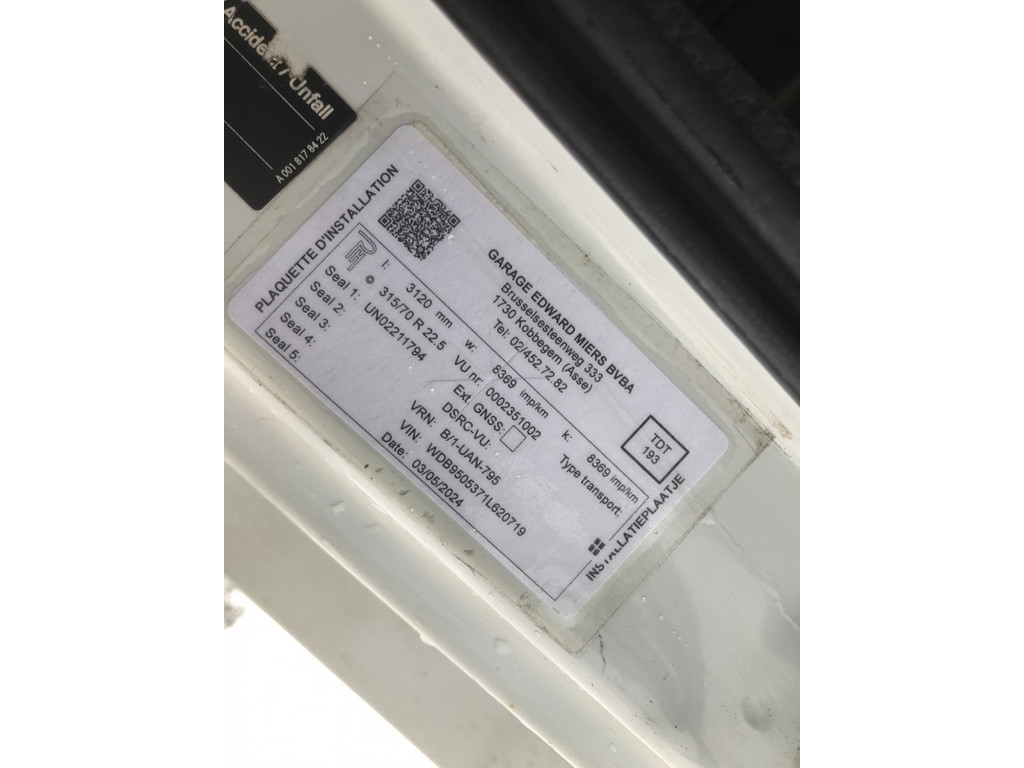 Accident / Unfall
A 001 817 84 22
PLAQUETTE D'INSTALLATION
GARAGE EDWARD MIERS BVBA
Brusselsesteenweg 333
1730 Kobbegem (Asse)
Tel: 02/452.72.82
TDT
193
l: 3120 mm w: 8369 imp/km k: 8369 imp/km
315/70 R 22.5 VU nr: 0002351002 Type transport:
Seal 1: UN02211794 Ext. GNSS:
Seal 2: DSRC-VU:
Seal 3: VRN: B/1-UAN-795
Seal 4: VIN: WDB9505371L620719
Seal 5: Date: 03/05/2024
INSTALLATIEPLAATJE